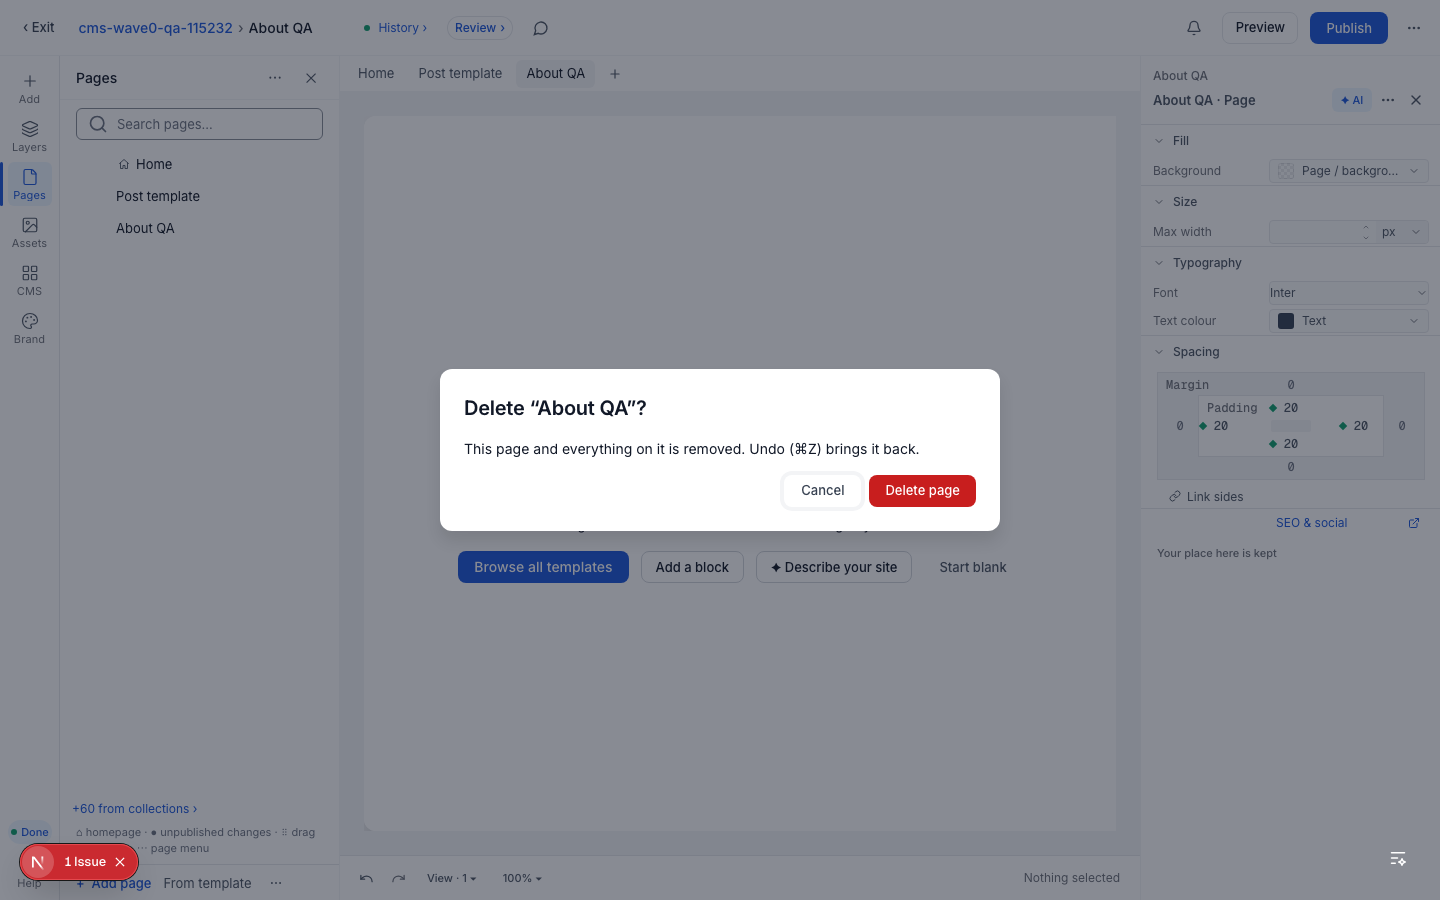 ‹ Exit
cms-wave0-qa-115232 › About QA
History ›
Review ›
Preview
Publish
Add
Layers
Pages
Assets
CMS
Brand
Done
Help
Pages
Search pages...
Home
Post template
About QA
+60 from collections ›
⌂ homepage · ● unpublished changes · ⠿ drag
··· page menu
+ Add page
From template
1 Issue
Home
Post template
About QA
Delete “About QA”?
This page and everything on it is removed. Undo (⌘Z) brings it back.
Cancel
Delete page
Browse all templates
Add a block
✦ Describe your site
Start blank
View · 1
100%
Nothing selected
About QA
About QA · Page
✦ AI
Fill
Background
Page / backgro...
Size
Max width
px
Typography
Font
Inter
Text colour
Text
Spacing
Margin
0
Padding
20
0
20
20
0
20
0
Link sides
SEO & social
Your place here is kept